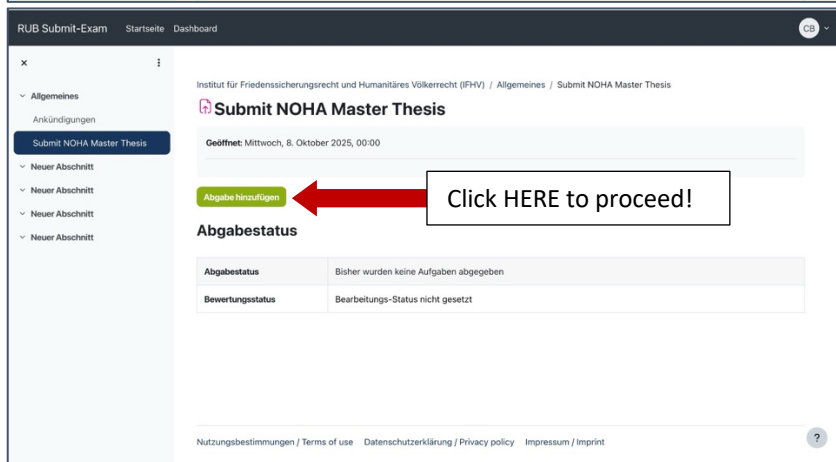 RUB Submit-Exam Startseite Dashboard CB
Institut für Friedenssicherungsrecht und Humanitäres Völkerrecht (IFHV) / Allgemeines / Submit NOHA Master Thesis
Allgemeines
Ankündigungen
Submit NOHA Master Thesis
Neuer Abschnitt
Neuer Abschnitt
Neuer Abschnitt
Neuer Abschnitt
Submit NOHA Master Thesis
Geöffnet: Mittwoch, 8. Oktober 2025, 00:00
Abgabe hinzufügen
Click HERE to proceed!
Abgabestatus
Abgabestatus Bisher wurden keine Aufgaben abgegeben
Bewertungsstatus Bearbeitungs-Status nicht gesetzt
Nutzungsbestimmungen / Terms of use Datenschutzerklärung / Privacy policy Impressum / Imprint
?